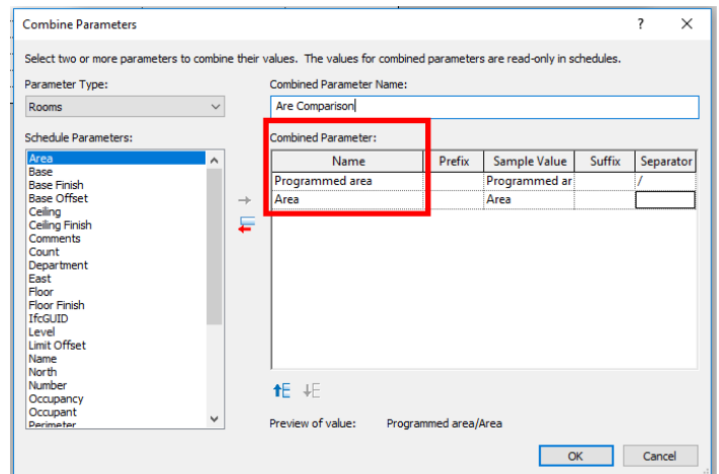 Combine Parameters
? ×
Select two or more parameters to combine their values. The values for combined parameters are read-only in schedules.
Parameter Type:
Combined Parameter Name:
Rooms
Are Comparison
Schedule Parameters:
Combined Parameter:
Area
Base
Base Finish
Base Offset
Ceiling
Ceiling Finish
Comments
Count
Department
East
Floor
Floor Finish
IfcGUID
Level
Limit Offset
Name
North
Number
Occupancy
Occupant
Perimeter
Name Prefix Sample Value Suffix Separator
Programmed area Programmed ar /
Area Area
Preview of value: Programmed area/Area
OK Cancel